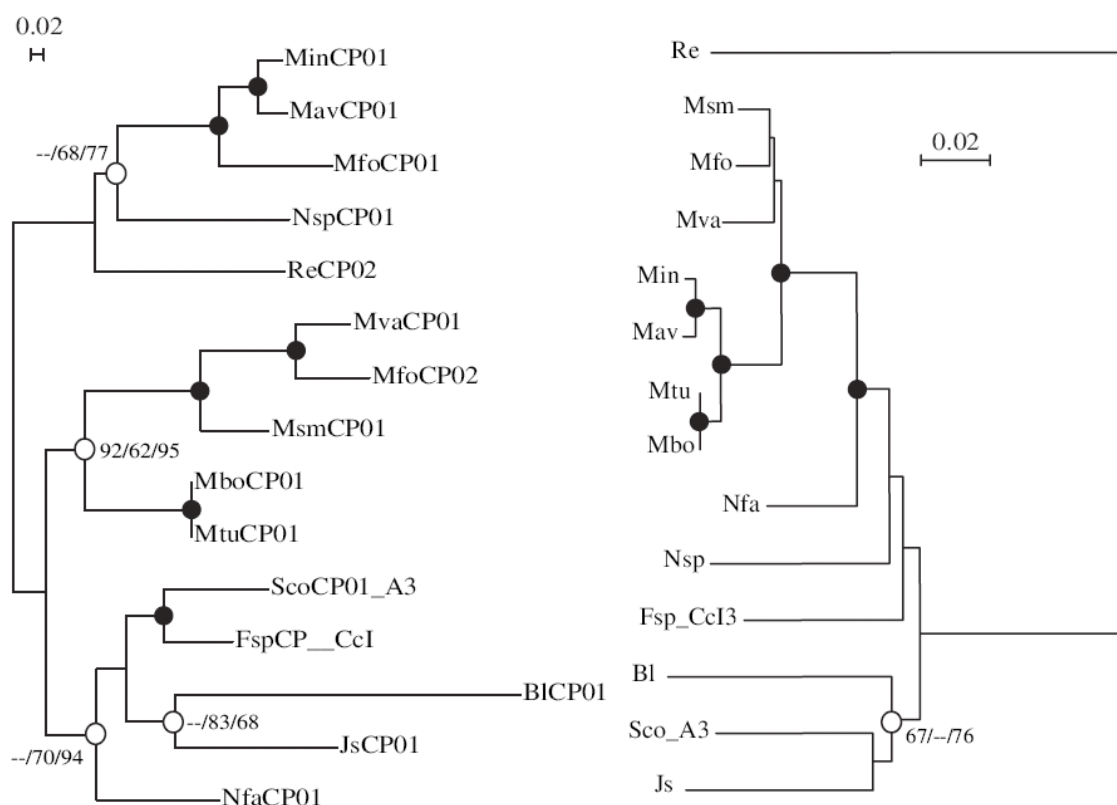 0.02
MinCP01
MavCP01
--/68/77
MfoCP01
NspCP01
ReCP02
MvaCP01
MfoCP02
MsmCP01
92/62/95
MboCP01
MtuCP01
ScoCP01_A3
FspCP__CcI
BlCP01
--/83/68
JsCP01
--/70/94
NfaCP01
Re
Msm
0.02
Mfo
Mva
Min
Mav
Mtu
Mbo
Nfa
Nsp
Fsp_CcI3
Bl
Sco_A3
67/--/76
Js